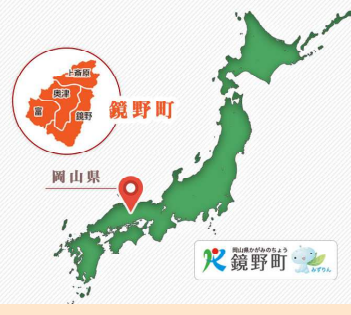 上斎原
奥津
富
鏡野
鏡野町
岡山県
岡山県かがみのちょう
鏡野町
みずりん